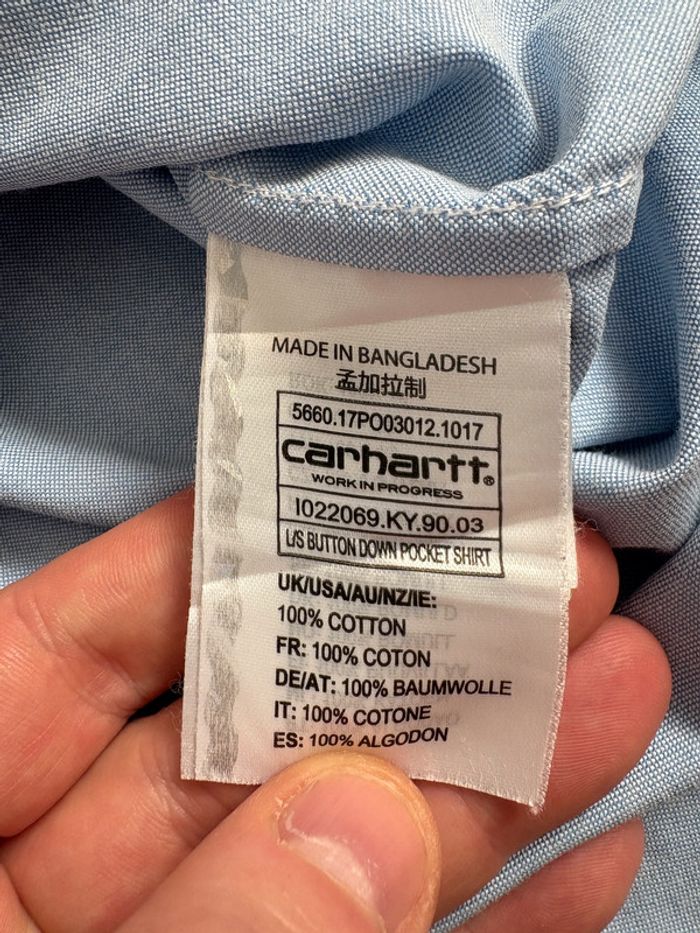 MADE IN BANGLADESH
孟加拉制
5660.17PO03012.1017
carhartt®
WORK IN PROGRESS
I022069.KY.90.03
L/S BUTTON DOWN POCKET SHIRT
UK/USA/AU/NZ/IE:
100% COTTON
FR: 100% COTON
DE/AT: 100% BAUMWOLLE
IT: 100% COTONE
ES: 100% ALGODON